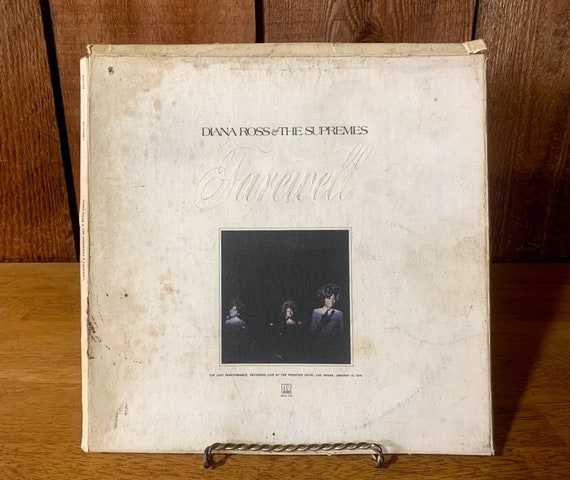 DIANA ROSS & THE SUPREMES
"Farewell"
THE LAST PERFORMANCE RECORDED LIVE AT THE FRONTIER HOTEL, LAS VEGAS, JANUARY 14, 1970.